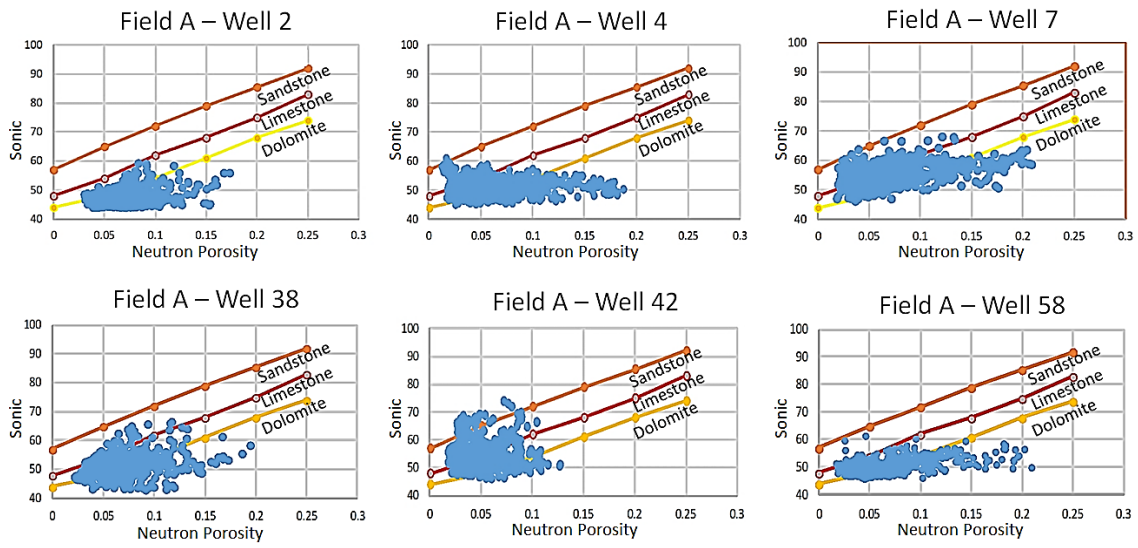 Field A – Well 2
100
90
80
70
60
50
40
Sonic
Sandstone
Limestone
Dolomite
0 0.05 0.1 0.15 0.2 0.25 0.3
Neutron Porosity
Field A – Well 4
100
90
80
70
60
50
40
Sonic
Sandstone
Limestone
Dolomite
0 0.05 0.1 0.15 0.2 0.25 0.3
Neutron Porosity
Field A – Well 7
100
90
80
70
60
50
40
Sonic
Sandstone
Limestone
Dolomite
0 0.05 0.1 0.15 0.2 0.25 0.3
Neutron Porosity
Field A – Well 38
100
90
80
70
60
50
40
Sonic
Sandstone
Limestone
Dolomite
0 0.05 0.1 0.15 0.2 0.25 0.3
Neutron Porosity
Field A – Well 42
100
90
80
70
60
50
40
Sonic
Sandstone
Limestone
Dolomite
0 0.05 0.1 0.15 0.2 0.25 0.3
Neutron Porosity
Field A – Well 58
100
90
80
70
60
50
40
Sonic
Sandstone
Limestone
Dolomite
0 0.05 0.1 0.15 0.2 0.25 0.3
Neutron Porosity